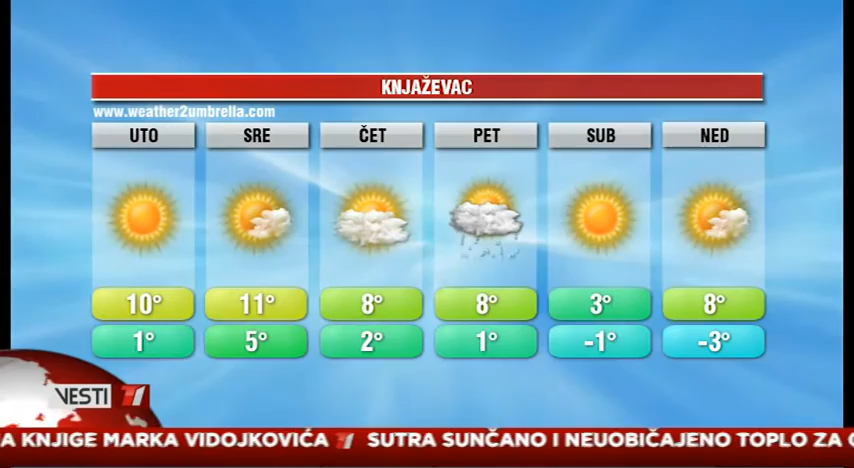 KNJAŽEVAC
www.weather2umbrella.com
UTO SRE ČET PET SUB NED
10° 11° 8° 8° 3° 8°
1° 5° 2° 1° -1° -3°
VESTI
A KNJIGE MARKA VIDOJKOVIĆA SUTRA SUNČANO I NEUOBIČAJENO TOPLO ZA